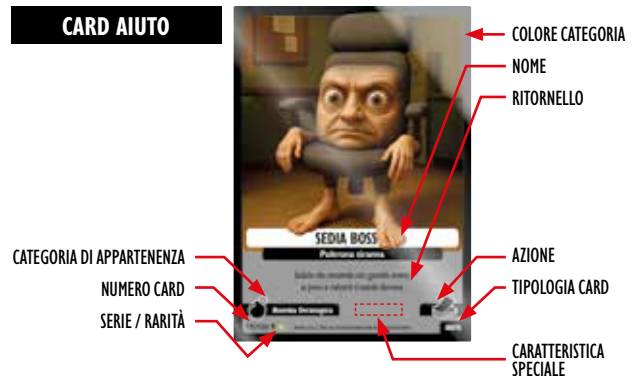 CARD AIUTO
COLORE CATEGORIA
NOME
RITORNELLO
SEDIA BOSS
Poltrona tiranna
CATEGORIA DI APPARTENENZA
NUMERO CARD
SERIE / RARITÀ
AZIONE
TIPOLOGIA CARD
CARATTERISTICA
SPECIALE